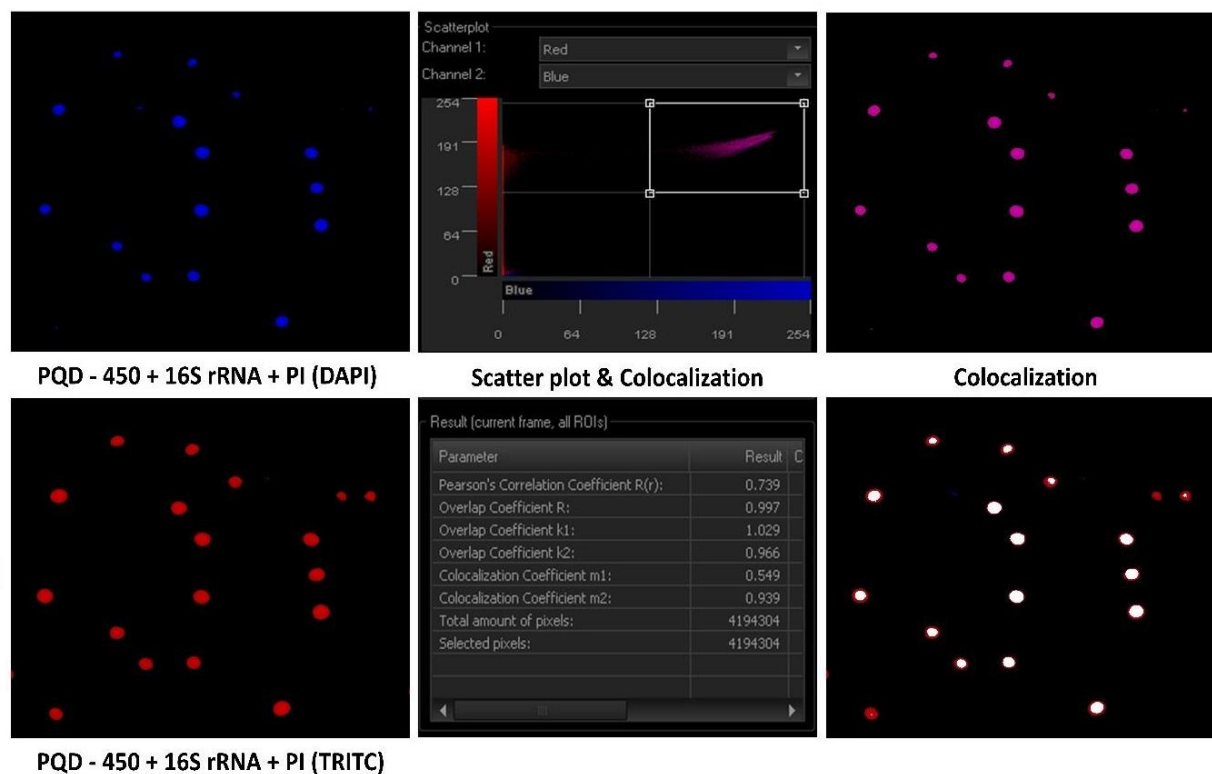 Scatterplot
Channel 1: Red
Channel 2: Blue
254
191
128
64
0
Red
Blue
0 64 128 191 254
PQD - 450 + 16S rRNA + PI (DAPI)
Scatter plot & Colocalization
Colocalization
Result (current frame, all ROIs)
Parameter Result C
Pearson's Correlation Coefficient R(r): 0.739
Overlap Coefficient R: 0.997
Overlap Coefficient k1: 1.029
Overlap Coefficient k2: 0.966
Colocalization Coefficient m1: 0.549
Colocalization Coefficient m2: 0.939
Total amount of pixels: 4194304
Selected pixels: 4194304
PQD - 450 + 16S rRNA + PI (TRITC)